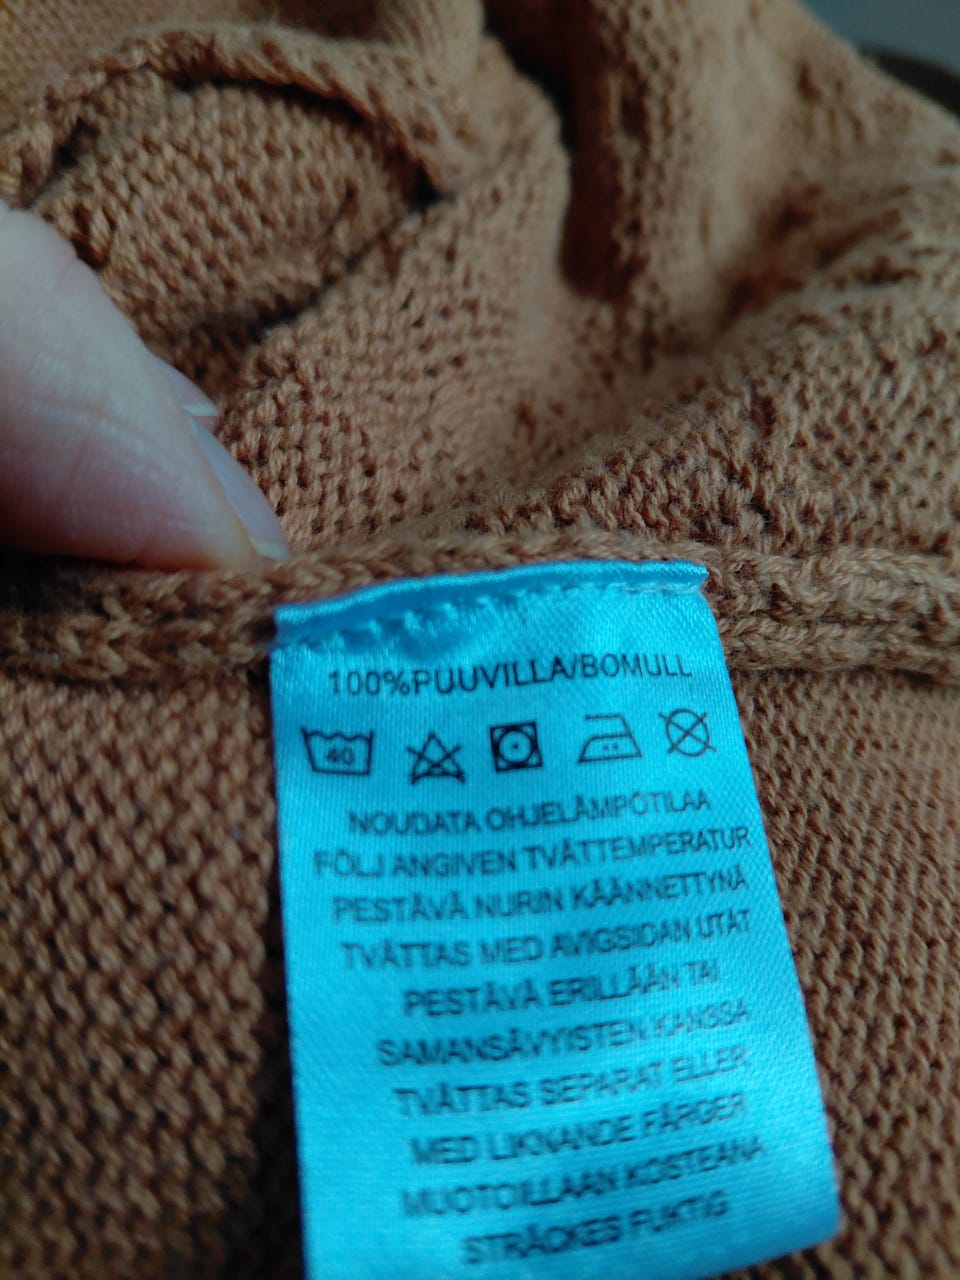 100%PUUVILLA/BOMULL
40
NOUDATA OHJELÄMPÖTILAA
FÖLJ ANGIVEN TVÄTTEMPERATUR
PESTÄVÄ NURIN KÄÄNNETTYNÄ
TVÄTTAS MED AVIGSIDAN UTÅT
PESTÄVÄ ERILLÄÄN TAI
SAMANSÄVYISTEN KANSSA
TVÄTTAS SEPARAT ELLER
MED LIKNANDE FÄRGER
MUOTOILLAAN KOSTEANA
STRÄCKES FUKTIG